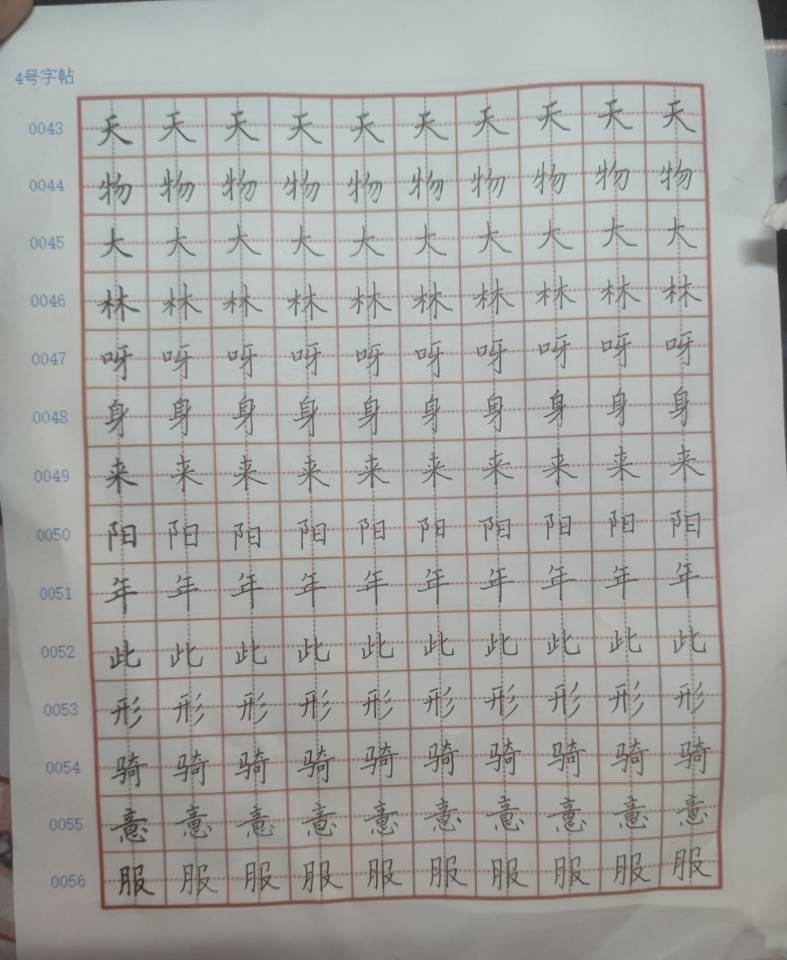 4号字帖
0043 天 天 天 天 天 天 天 天 天 天
0044 物 物 物 物 物 物 物 物 物 物
0045 大 大 大 大 大 大 大 大 大 大
0046 林 林 林 林 林 林 林 林 林 林
0047 呀 呀 呀 呀 呀 呀 呀 呀 呀 呀
0048 身 身 身 身 身 身 身 身 身 身
0049 来 来 来 来 来 来 来 来 来 来
0050 阳 阳 阳 阳 阳 阳 阳 阳 阳 阳
0051 年 年 年 年 年 年 年 年 年 年
0052 此 此 此 此 此 此 此 此 此 此
0053 形 形 形 形 形 形 形 形 形 形
0054 骑 骑 骑 骑 骑 骑 骑 骑 骑 骑
0055 意 意 意 意 意 意 意 意 意 意
0056 服 服 服 服 服 服 服 服 服 服